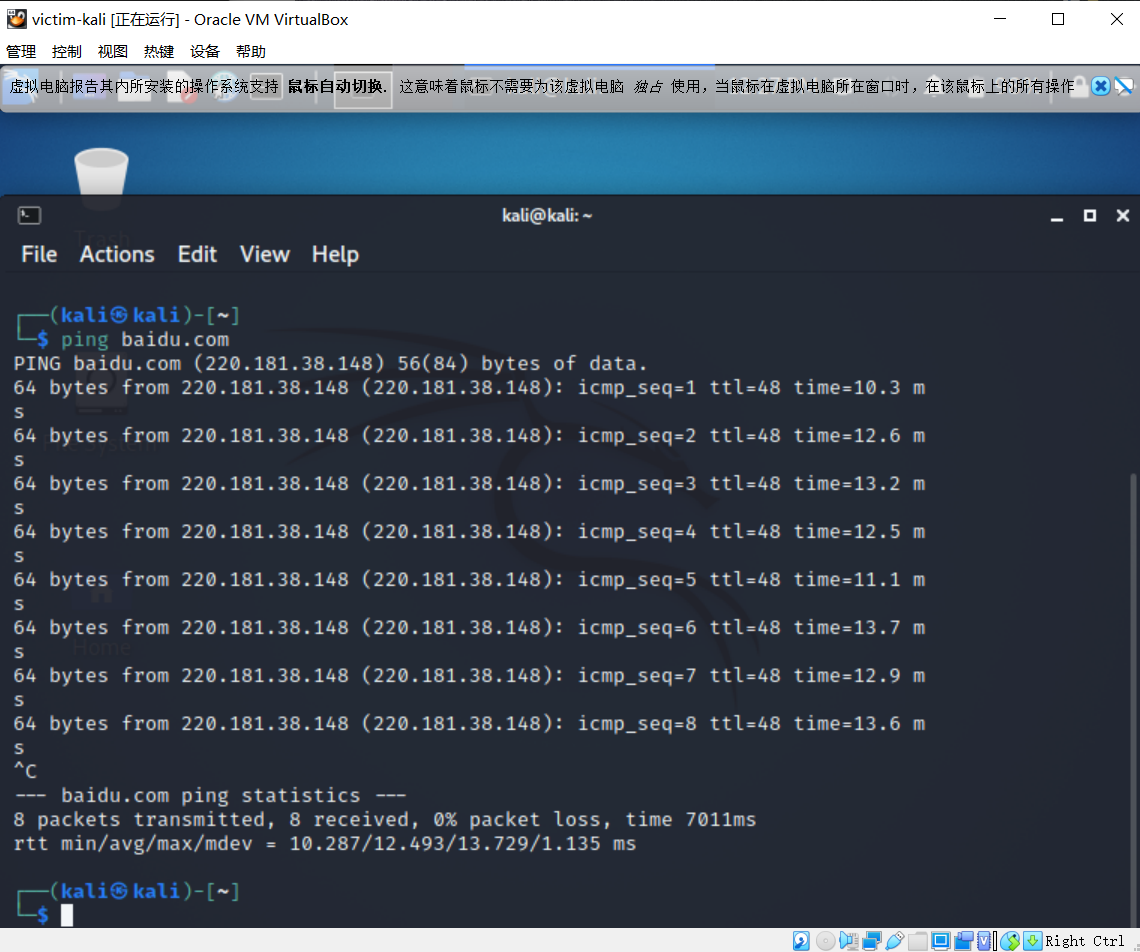 victim-kali [正在运行] - Oracle VM VirtualBox
管理 控制 视图 热键 设备 帮助
虚拟电脑报告其内所安装的操作系统支持 鼠标自动切换. 这意味着鼠标不需要为该虚拟电脑 独占 使用，当鼠标在虚拟电脑所在窗口时，在该鼠标上的所有操作
Trash
kali@kali: ~
File Actions Edit View Help
┌──(kali㉿kali)-[~]
└─$ ping baidu.com
PING baidu.com (220.181.38.148) 56(84) bytes of data.
64 bytes from 220.181.38.148 (220.181.38.148): icmp_seq=1 ttl=48 time=10.3 m
s
64 bytes from 220.181.38.148 (220.181.38.148): icmp_seq=2 ttl=48 time=12.6 m
s
64 bytes from 220.181.38.148 (220.181.38.148): icmp_seq=3 ttl=48 time=13.2 m
s
64 bytes from 220.181.38.148 (220.181.38.148): icmp_seq=4 ttl=48 time=12.5 m
s
64 bytes from 220.181.38.148 (220.181.38.148): icmp_seq=5 ttl=48 time=11.1 m
s
64 bytes from 220.181.38.148 (220.181.38.148): icmp_seq=6 ttl=48 time=13.7 m
s
Home
64 bytes from 220.181.38.148 (220.181.38.148): icmp_seq=7 ttl=48 time=12.9 m
s
64 bytes from 220.181.38.148 (220.181.38.148): icmp_seq=8 ttl=48 time=13.6 m
s
^C
--- baidu.com ping statistics ---
8 packets transmitted, 8 received, 0% packet loss, time 7011ms
rtt min/avg/max/mdev = 10.287/12.493/13.729/1.135 ms
┌──(kali㉿kali)-[~]
└─$
Right Ctrl